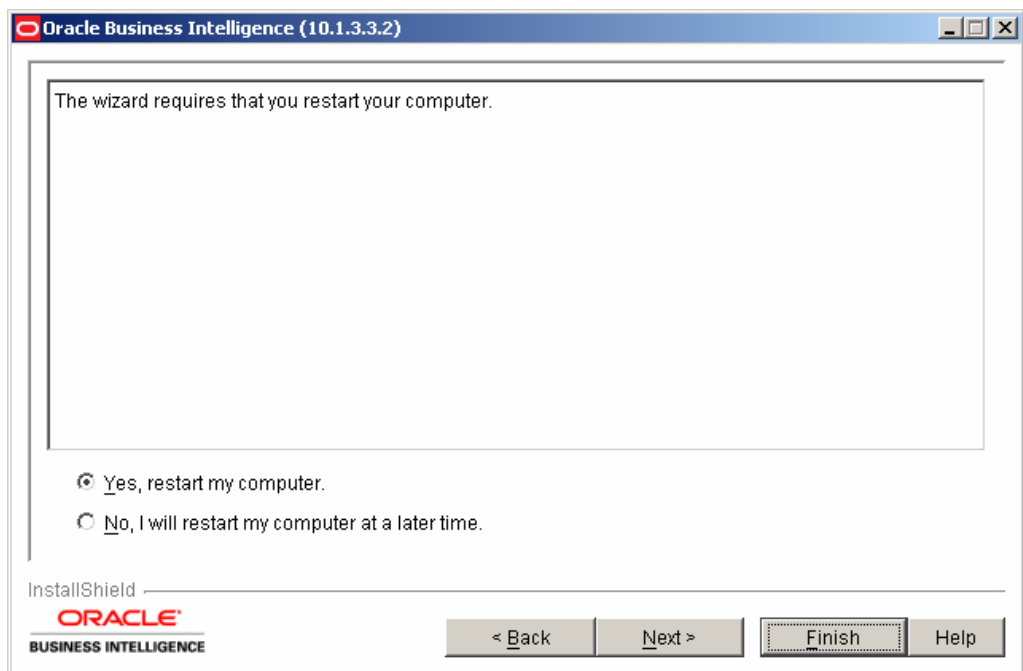 Oracle Business Intelligence (10.1.3.3.2)
The wizard requires that you restart your computer.
Yes, restart my computer.
No, I will restart my computer at a later time.
InstallShield
ORACLE
BUSINESS INTELLIGENCE
< Back
Next >
Finish
Help